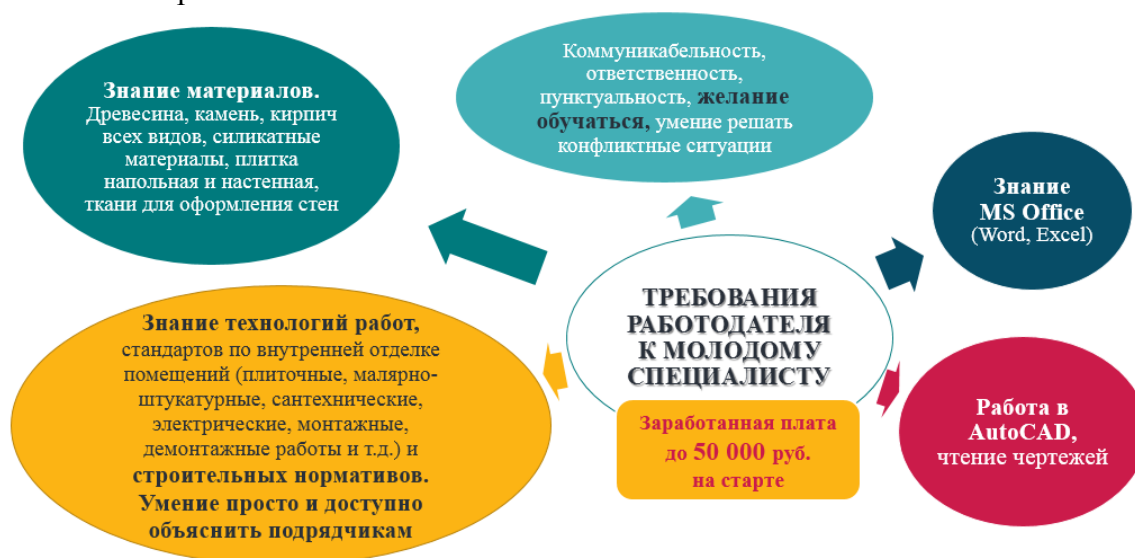 Знание материалов.
Древесина, камень, кирпич
всех видов, силикатные
материалы, плитка
напольная и настенная,
ткани для оформления стен
Коммуникабельность,
ответственность,
пунктуальность, желание
обучаться, умение решать
конфликтные ситуации
Знание
MS Office
(Word, Excel)
ТРЕБОВАНИЯ
РАБОТОДАТЕЛЯ
К МОЛОДОМУ
СПЕЦИАЛИСТУ
Заработанная плата
до 50 000 руб.
на старте
Знание технологий работ,
стандартов по внутренней отделке
помещений (плиточные, малярно-
штукатурные, сантехнические,
электрические, монтажные,
демонтажные работы и т.д.) и
строительных нормативов.
Умение просто и доступно
объяснить подрядчикам
Работа в
AutoCAD,
чтение чертежей